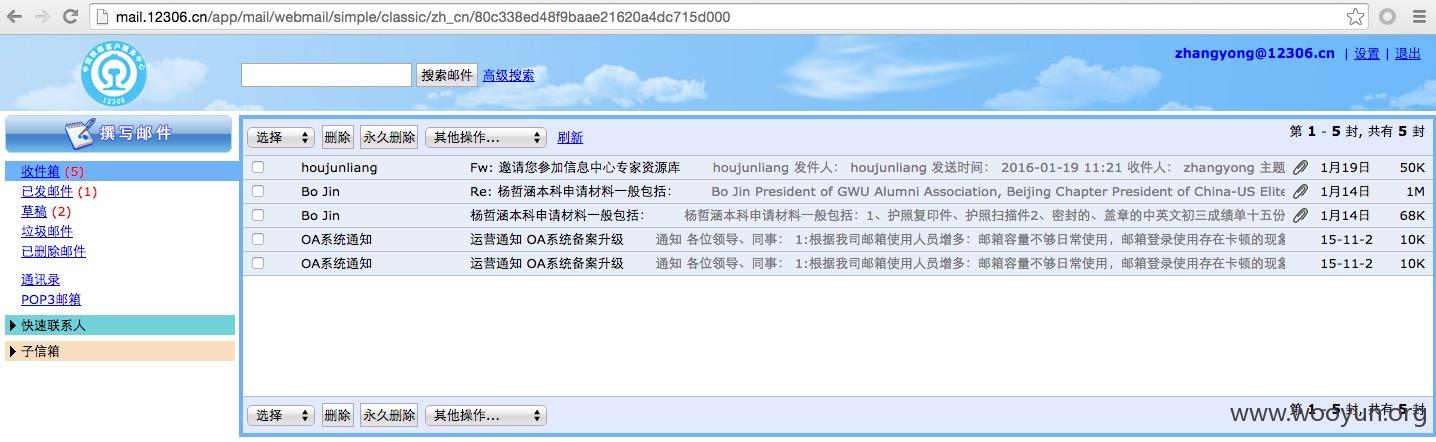 mail.12306.cn/app/mail/webmail/simple/classic/zh_cn/80c338ed48f9baae21620a4dc715d000
zhangyong@12306.cn | 设置 | 退出
中国铁路客户服务中心
12306
搜索邮件 高级搜索
撰写邮件
选择 删除 永久删除 其他操作... 刷新 第 1 - 5 封, 共有 5 封
收件箱 (5)
已发邮件 (1)
草稿 (2)
垃圾邮件
已删除邮件
通讯录
POP3邮箱
快速联系人
子信箱
houjunliang Fw: 邀请您参加信息中心专家资源库 houjunliang 发件人： houjunliang 发送时间： 2016-01-19 11:21 收件人： zhangyong 主题 1月19日 50K
Bo Jin Re: 杨哲涵本科申请材料一般包括： Bo Jin President of GWU Alumni Association, Beijing Chapter President of China-US Elite 1月14日 1M
Bo Jin 杨哲涵本科申请材料一般包括： 杨哲涵本科申请材料一般包括：1、护照复印件、护照扫描件2、密封的、盖章的中英文初三成绩单十五份 1月14日 68K
OA系统通知 运营通知 OA系统备案升级 通知 各位领导、同事： 1:根据我司邮箱使用人员增多：邮箱容量不够日常使用，邮箱登录使用存在卡顿的现象 15-11-2 10K
OA系统通知 运营通知 OA系统备案升级 通知 各位领导、同事： 1:根据我司邮箱使用人员增多：邮箱容量不够日常使用，邮箱登录使用存在卡顿的现象 15-11-2 10K
选择 删除 永久删除 其他操作... 第 1 - 5 封, 共有 5 封
www.wooyun.org